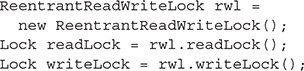 ReentrantReadWriteLock rwl =
  new ReentrantReadWriteLock();
Lock readLock = rwl.readLock();
Lock writeLock = rwl.writeLock();